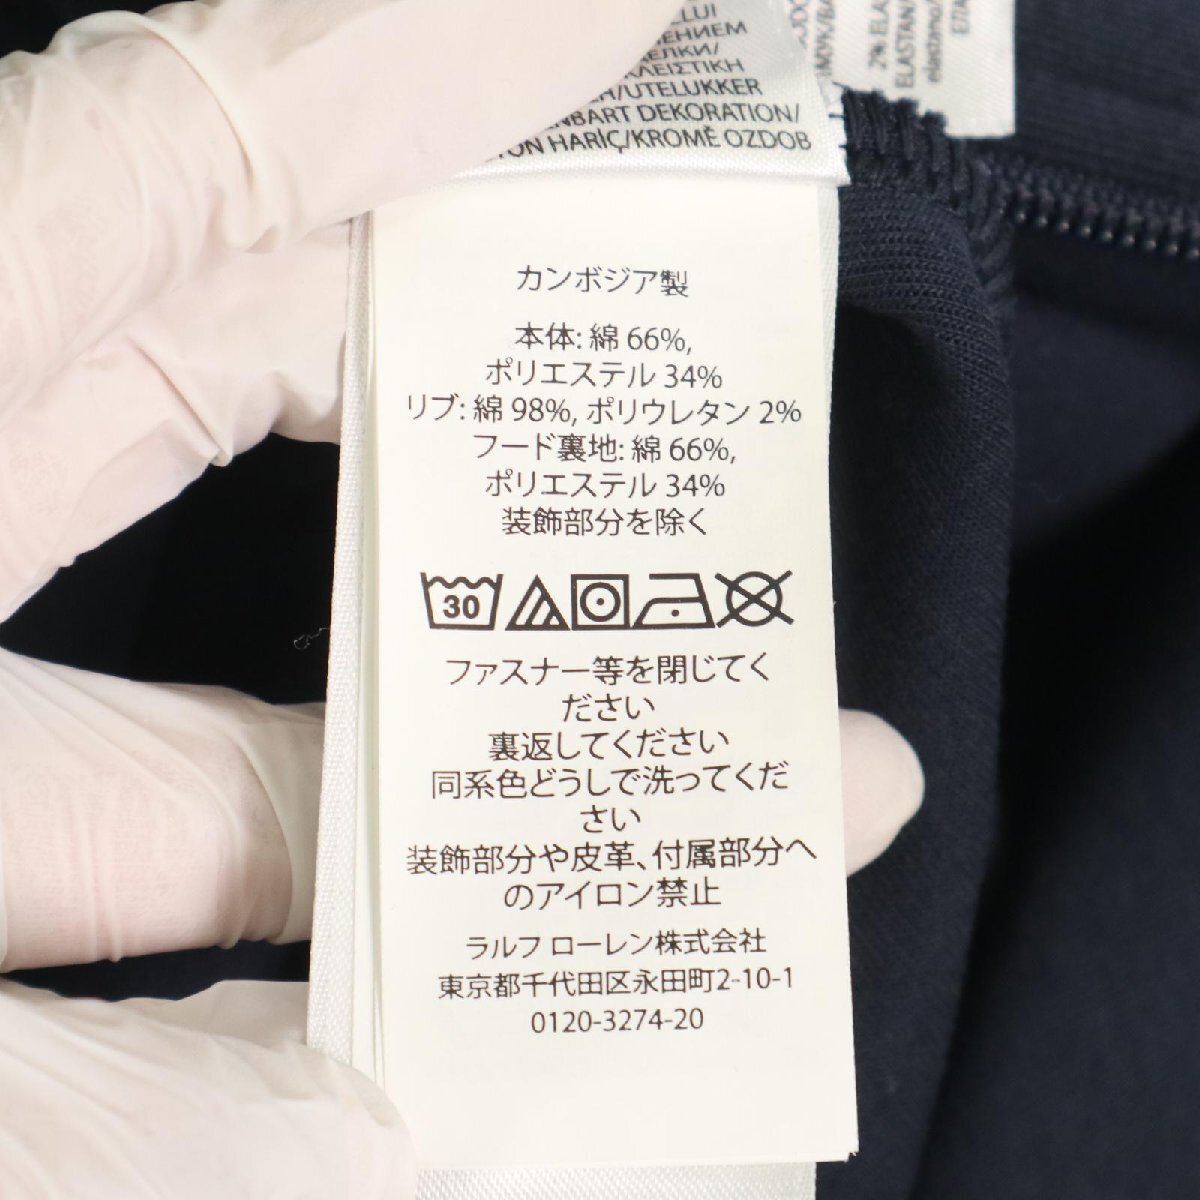 UTELUKKER
DEKORATION/
HARİÇ/KROMĚ OZDOB
2% ELA
カンボジア製
本体: 綿 66%,
ポリエステル 34%
リブ: 綿 98%, ポリウレタン 2%
フード裏地: 綿 66%,
ポリエステル 34%
装飾部分を除く
30
ファスナー等を閉じてく
ださい
裏返してください
同系色どうしで洗ってくだ
さい
装飾部分や皮革、付属部分へ
のアイロン禁止
ラルフ ローレン株式会社
東京都千代田区永田町2-10-1
0120-3274-20